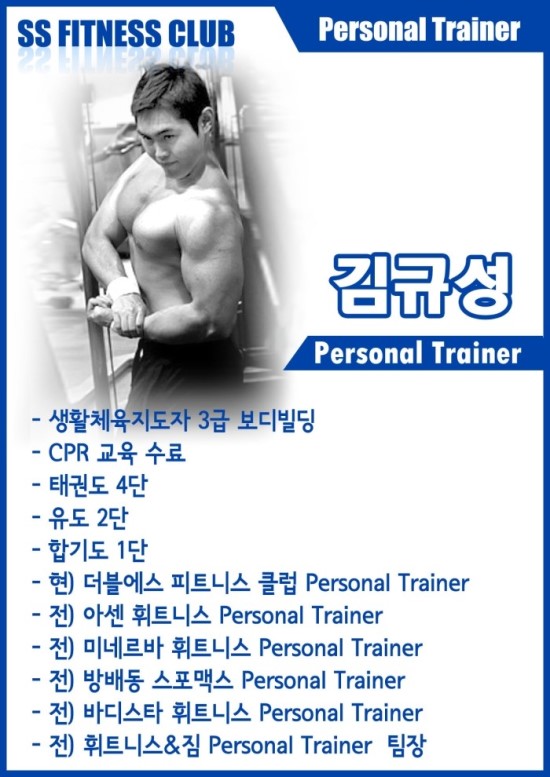 SS FITNESS CLUB
Personal Trainer
김규성
Personal Trainer
- 생활체육지도자 3급 보디빌딩
- CPR 교육 수료
- 태권도 4단
- 유도 2단
- 합기도 1단
- 현) 더블에스 피트니스 클럽 Personal Trainer
- 전) 아센 휘트니스 Personal Trainer
- 전) 미네르바 휘트니스 Personal Trainer
- 전) 방배동 스포맥스 Personal Trainer
- 전) 바디스타 휘트니스 Personal Trainer
- 전) 휘트니스&짐 Personal Trainer 팀장